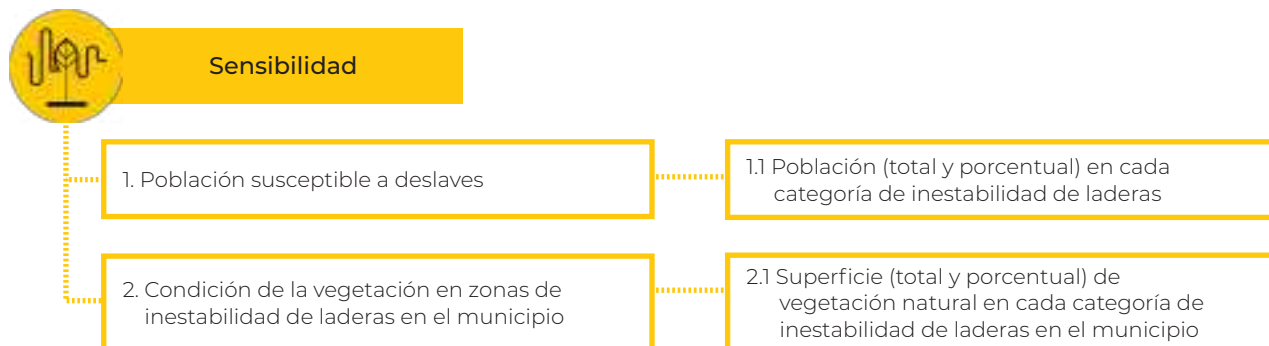 Sensibilidad
1. Población susceptible a deslaves
1.1 Población (total y porcentual) en cada
categoría de inestabilidad de laderas
2. Condición de la vegetación en zonas de
inestabilidad de laderas en el municipio
2.1 Superficie (total y porcentual) de
vegetación natural en cada categoría de
inestabilidad de laderas en el municipio